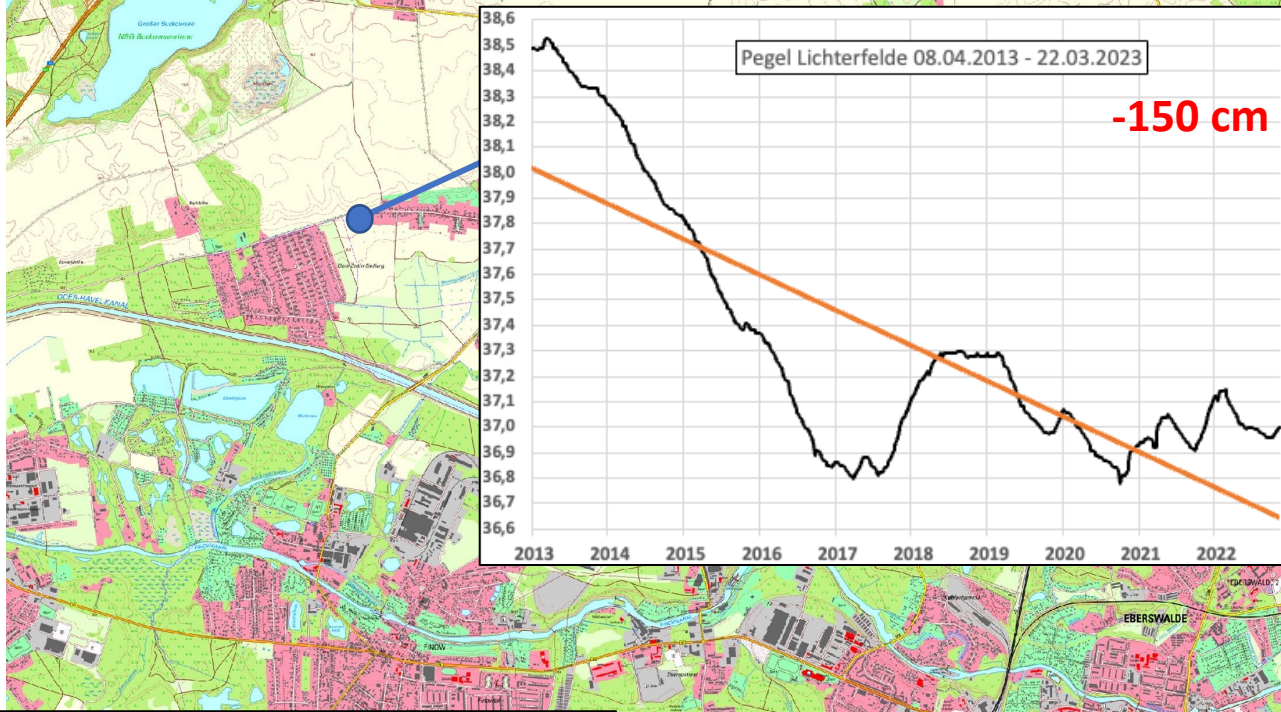 Großer Buckowsee
NSG Buckowseerinne
Pegel Lichterfelde 08.04.2013 - 22.03.2023
-150 cm
38,6
38,5
38,4
38,3
38,2
38,1
38,0
37,9
37,8
37,7
37,6
37,5
37,4
37,3
37,2
37,1
37,0
36,9
36,8
36,7
36,6
2013 2014 2015 2016 2017 2018 2019 2020 2021 2022
ODER-HAVEL-KANAL
FINOWKANAL
FINOW
EBERSWALDE